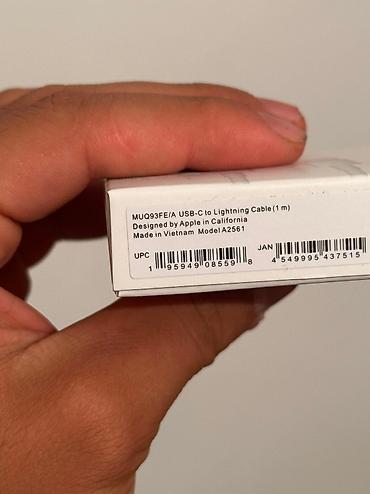 MUQ93FE/A USB-C to Lightning Cable (1 m)
Designed by Apple in California
Made in Vietnam Model A2561
UPC
1 95949 08559 8
JAN
4 549995 437515